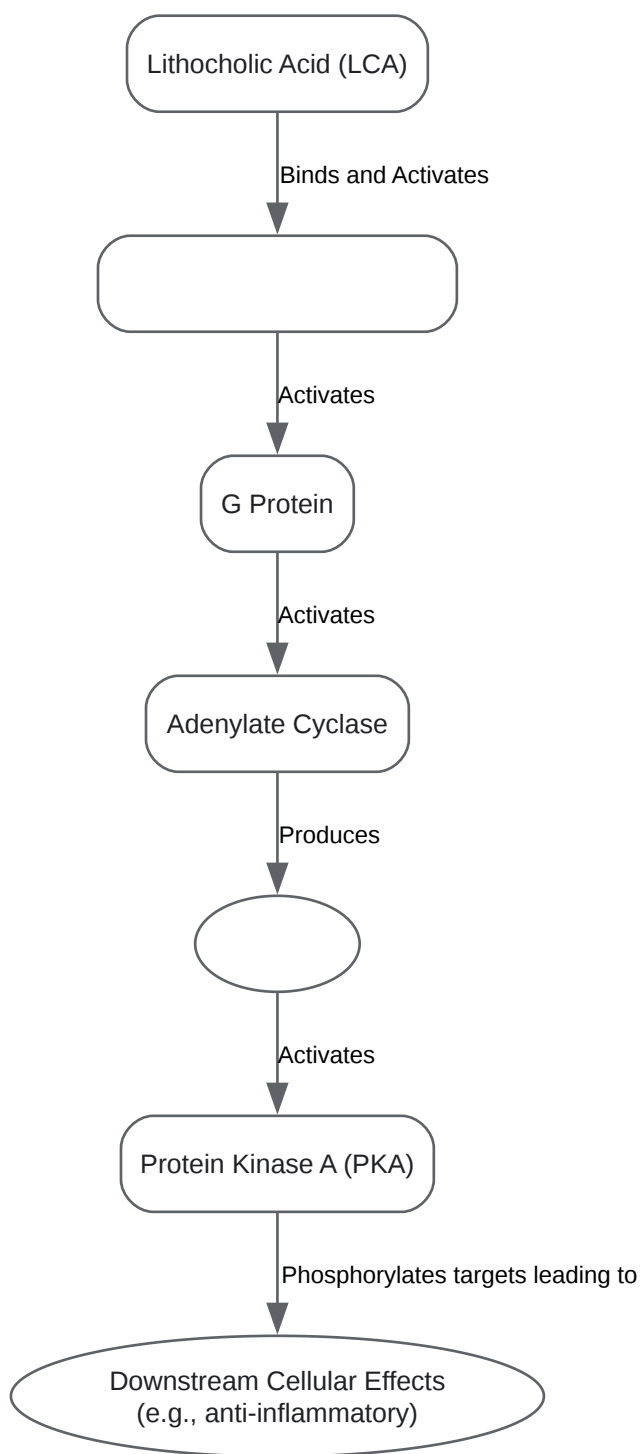 Lithocholic Acid (LCA)
Binds and Activates
Activates
G Protein
Activates
Adenylate Cyclase
Produces
Activates
Protein Kinase A (PKA)
Phosphorylates targets leading to
Downstream Cellular Effects
(e.g., anti-inflammatory)